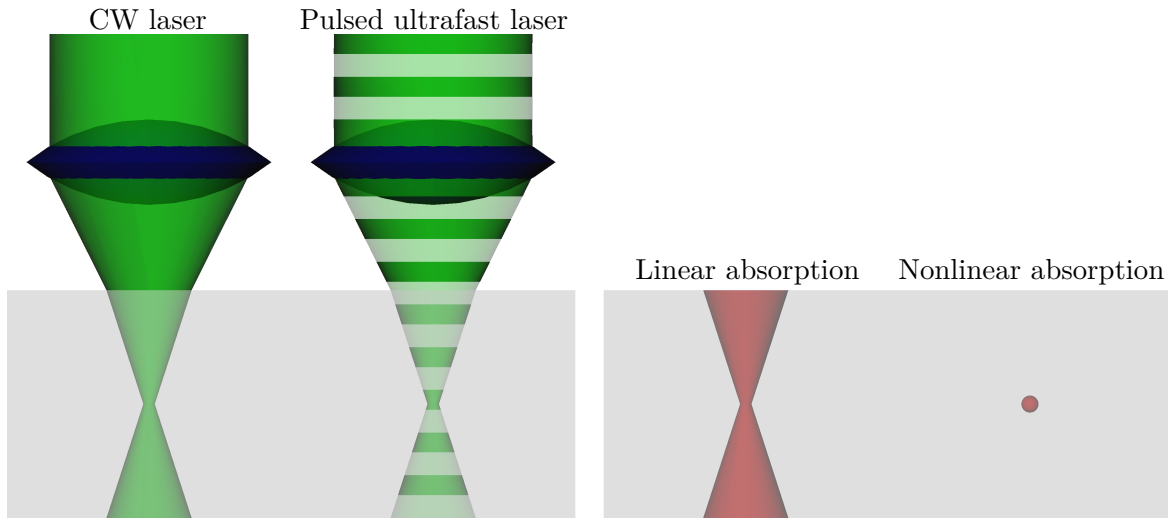 CW laser
Pulsed ultrafast laser
Linear absorption
Nonlinear absorption